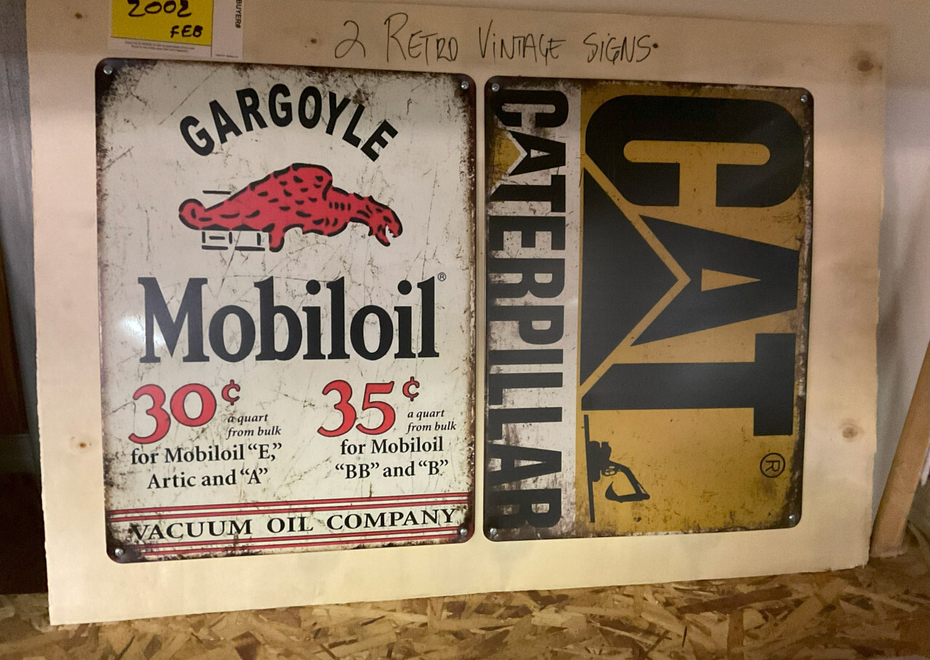 2002
FEB
BUYER#
2 RETRO VINTAGE SIGNS
GARGOYLE
Mobiloil®
30¢ a quart from bulk
for Mobiloil “E,”
Artic and “A”
35¢ a quart from bulk
for Mobiloil
“BB” and “B”
VACUUM OIL COMPANY
CATERPILLAR
CAT®